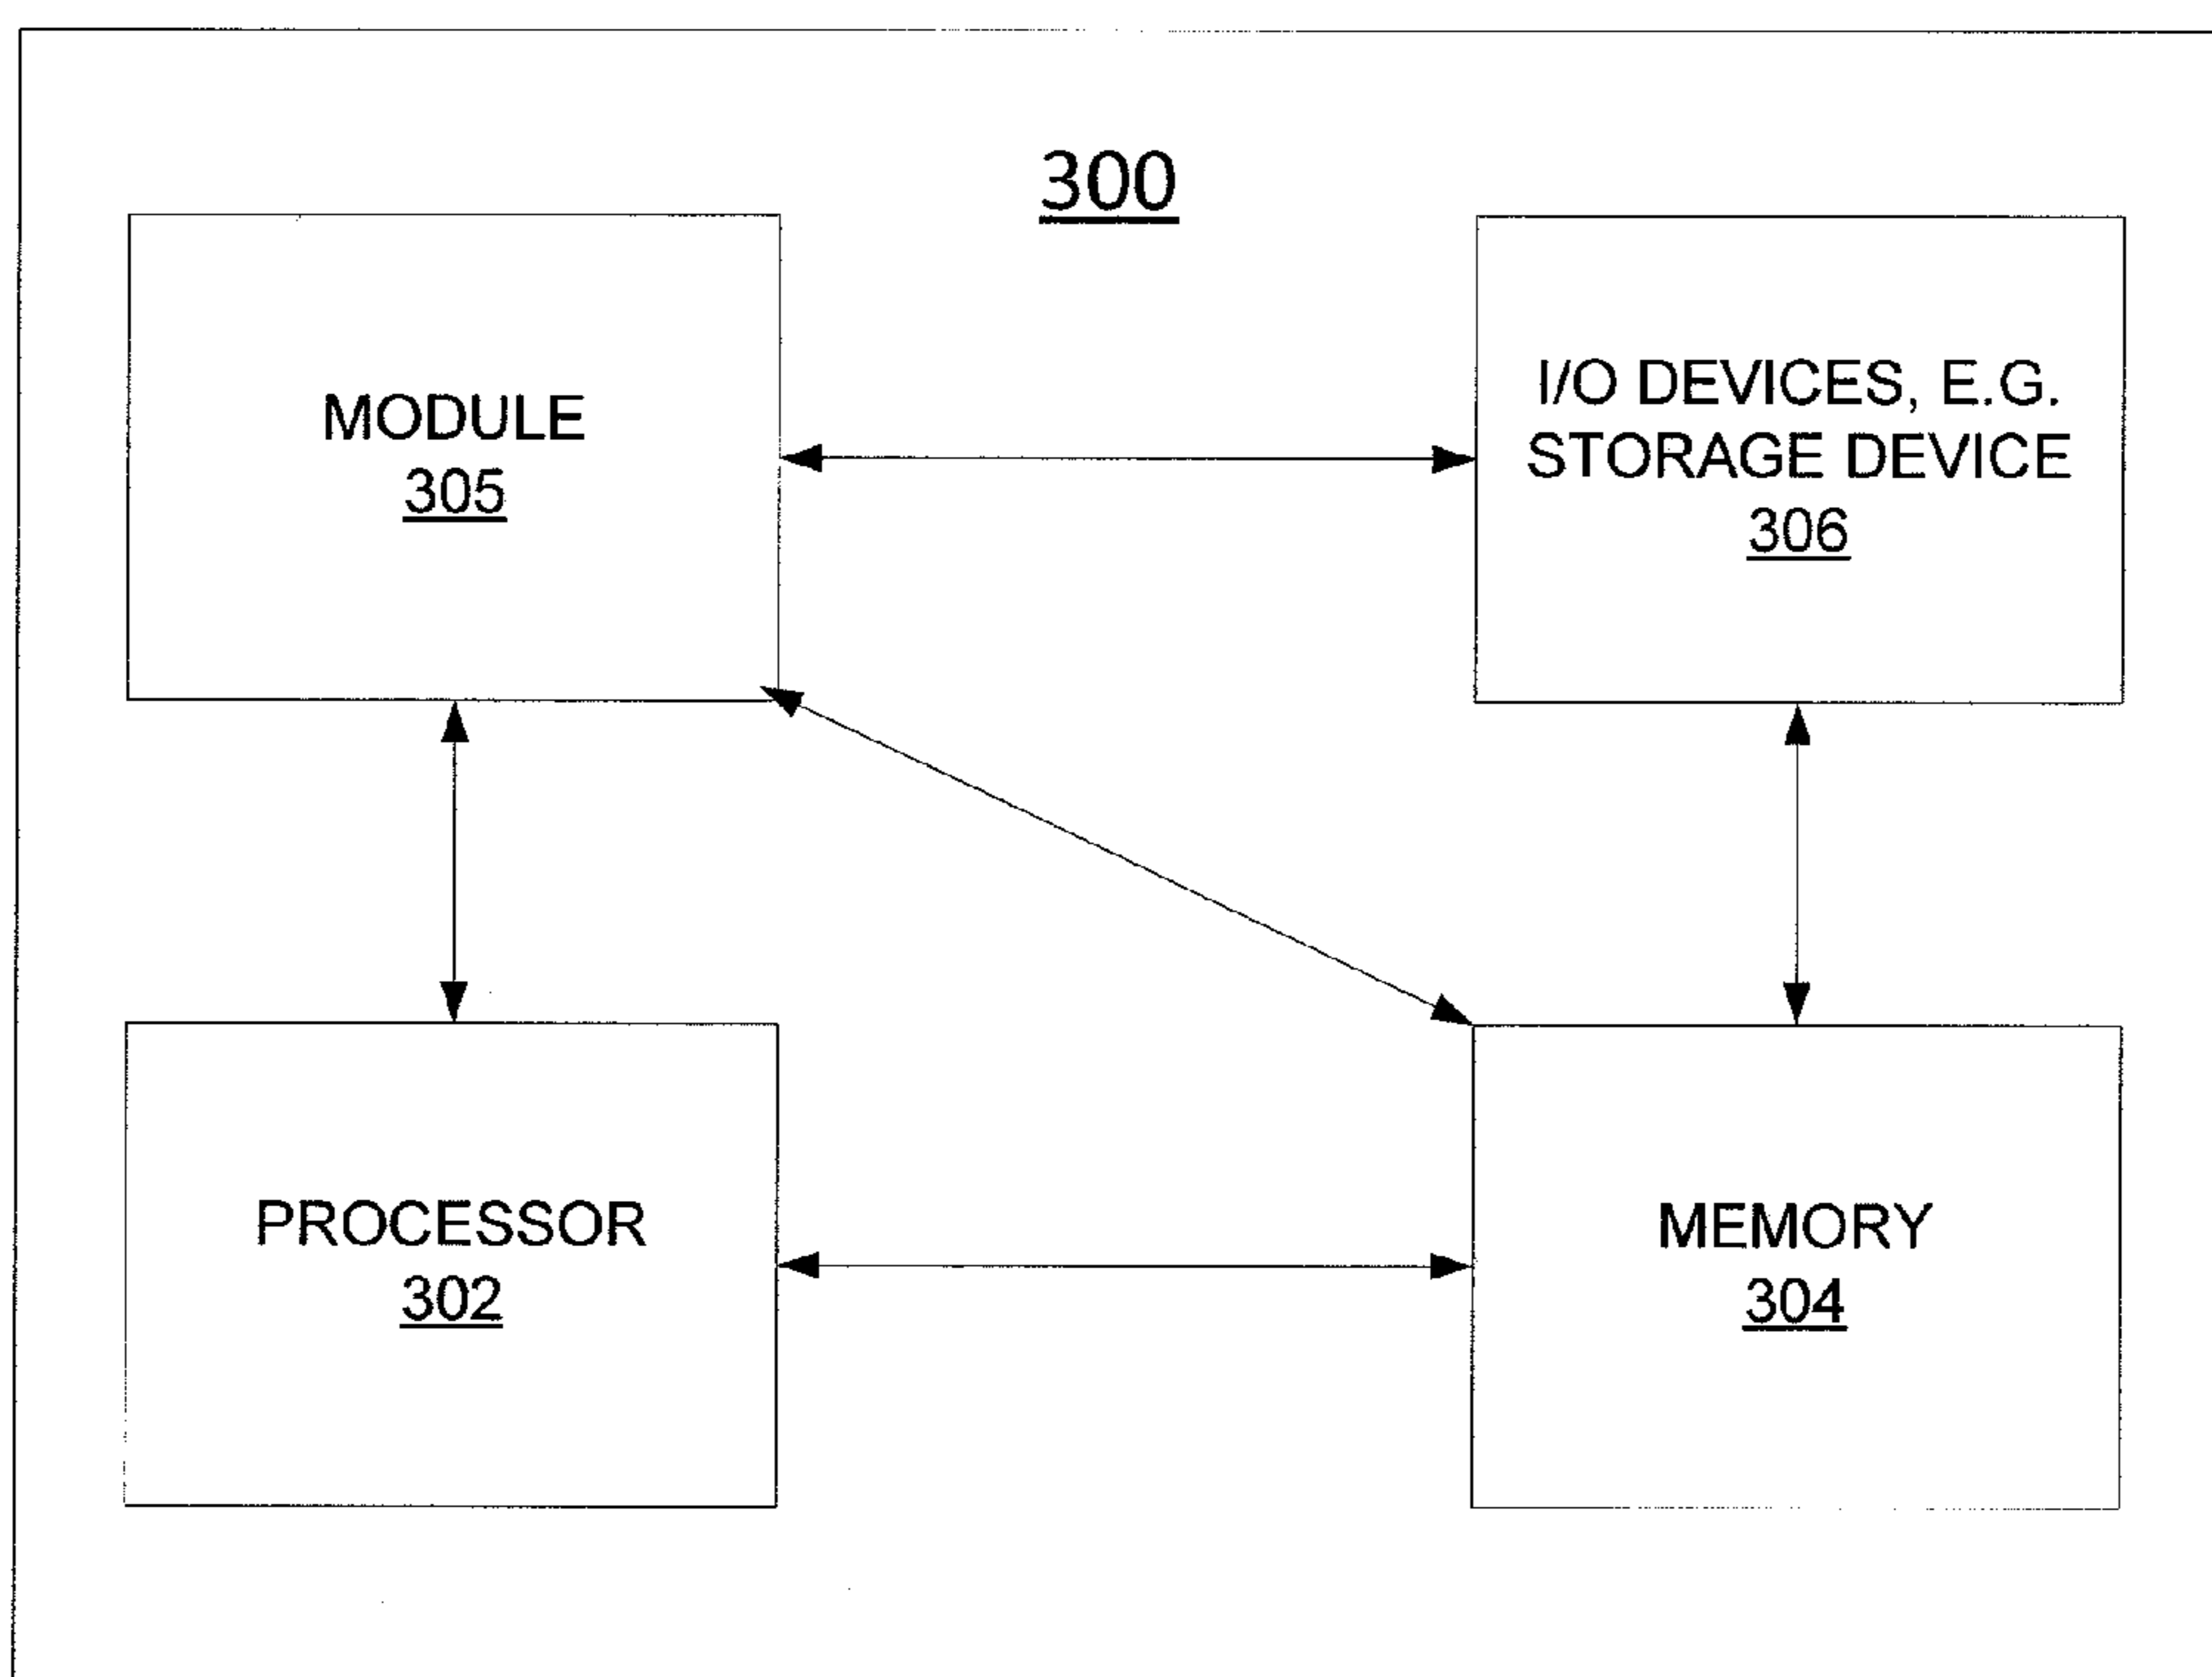 300
MODULE
305
I/O DEVICES, E.G.
STORAGE DEVICE
306
PROCESSOR
302
MEMORY
304